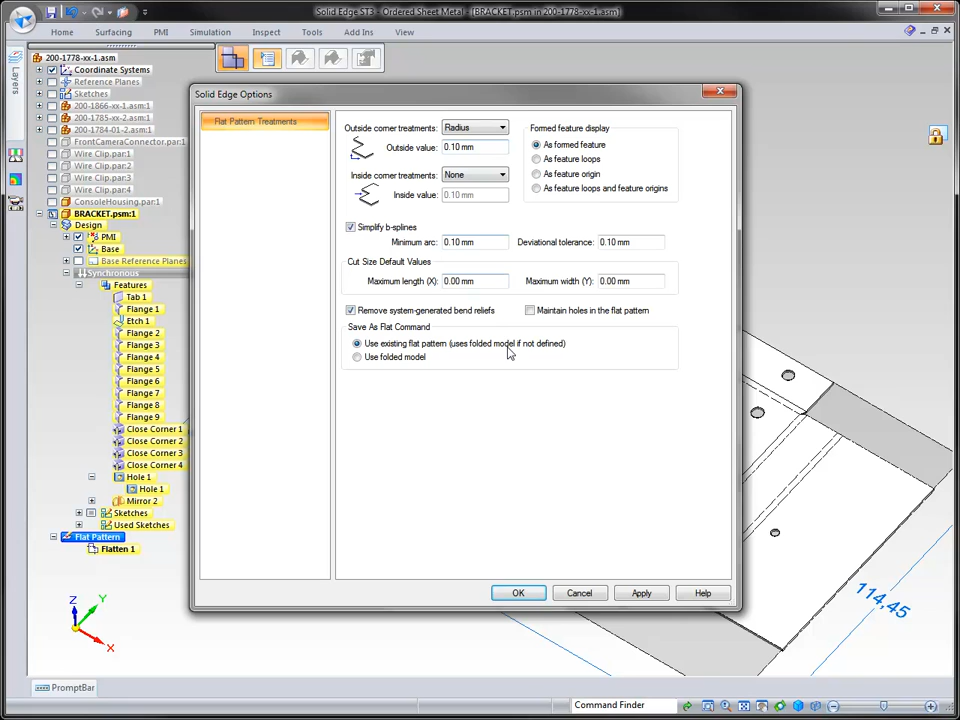 Solid Edge ST3 - Ordered Sheet Metal - [BRACKET.psm in 200-1778-xx-1.asm]
Home
Surfacing
PMI
Simulation
Inspect
Tools
Add Ins
View
Layers
200-1778-xx-1.asm
Coordinate Systems
Reference Planes
Sketches
200-1866-xx-1.asm:1
200-1785-xx-2.asm:1
200-1784-01-2.asm:1
FrontCameraConnector.par:1
Wire Clip.par:1
Wire Clip.par:2
Wire Clip.par:3
Wire Clip.par:4
ConsoleHousing.par:1
BRACKET.psm:1
Design
PMI
Base
Base Reference Planes
Synchronous
Features
Tab 1
Flange 1
Etch 1
Flange 2
Flange 3
Flange 4
Flange 5
Flange 6
Flange 7
Flange 8
Flange 9
Close Corner 1
Close Corner 2
Close Corner 3
Close Corner 4
Hole 1
Hole 1
Mirror 2
Sketches
Used Sketches
Flat Pattern
Flatten 1
Solid Edge Options
Flat Pattern Treatments
Outside corner treatments: Radius
Outside value: 0.10 mm
Inside corner treatments: None
Inside value: 0.10 mm
Formed feature display
As formed feature
As feature loops
As feature origin
As feature loops and feature origins
Simplify b-splines
Minimum arc: 0.10 mm Deviational tolerance: 0.10 mm
Cut Size Default Values
Maximum length (X): 0.00 mm Maximum width (Y): 0.00 mm
Remove system-generated bend reliefs Maintain holes in the flat pattern
Save As Flat Command
Use existing flat pattern (uses folded model if not defined)
Use folded model
OK Cancel Apply Help
114,45
Z
Y
X
PromptBar
Command Finder